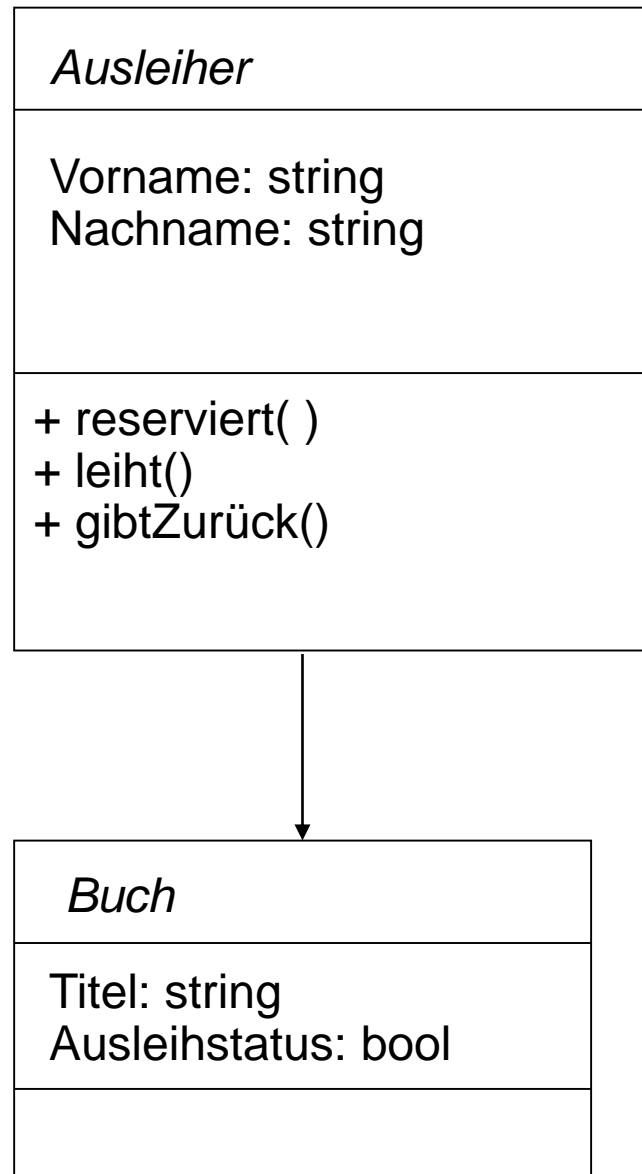 Ausleiher
Vorname: string
Nachname: string
+ reserviert( )
+ leiht()
+ gibtZurück()
Buch
Titel: string
Ausleihstatus: bool